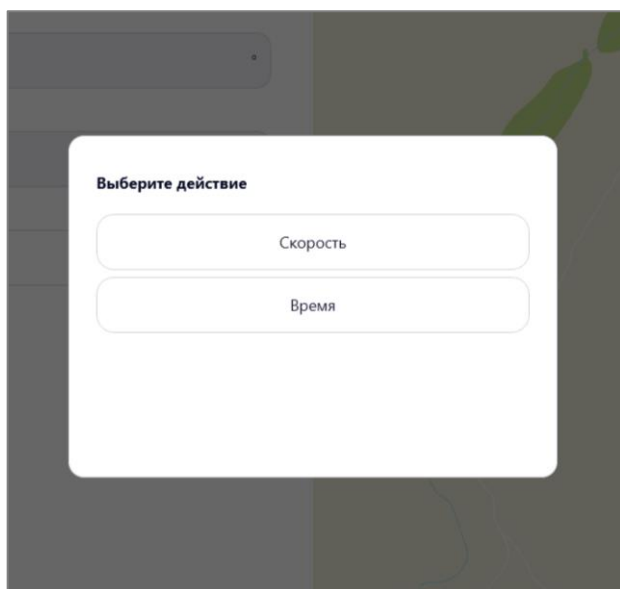 Выберите действие
Скорость
Время